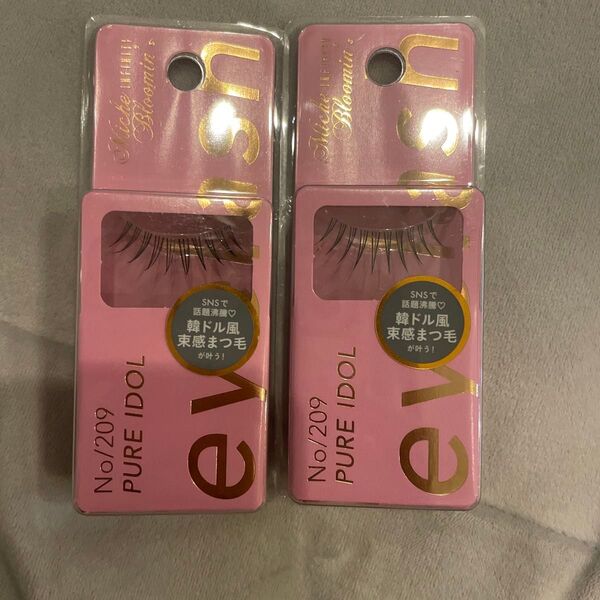 Miche
Bloomin's
eyelash
SNSで
話題沸騰♡
韓ドル風
束感まつ毛
が叶う!
No/209
PURE IDOL
Miche
Bloomin's
eyelash
SNSで
話題沸騰♡
韓ドル風
束感まつ毛
が叶う!
No/209
PURE IDOL